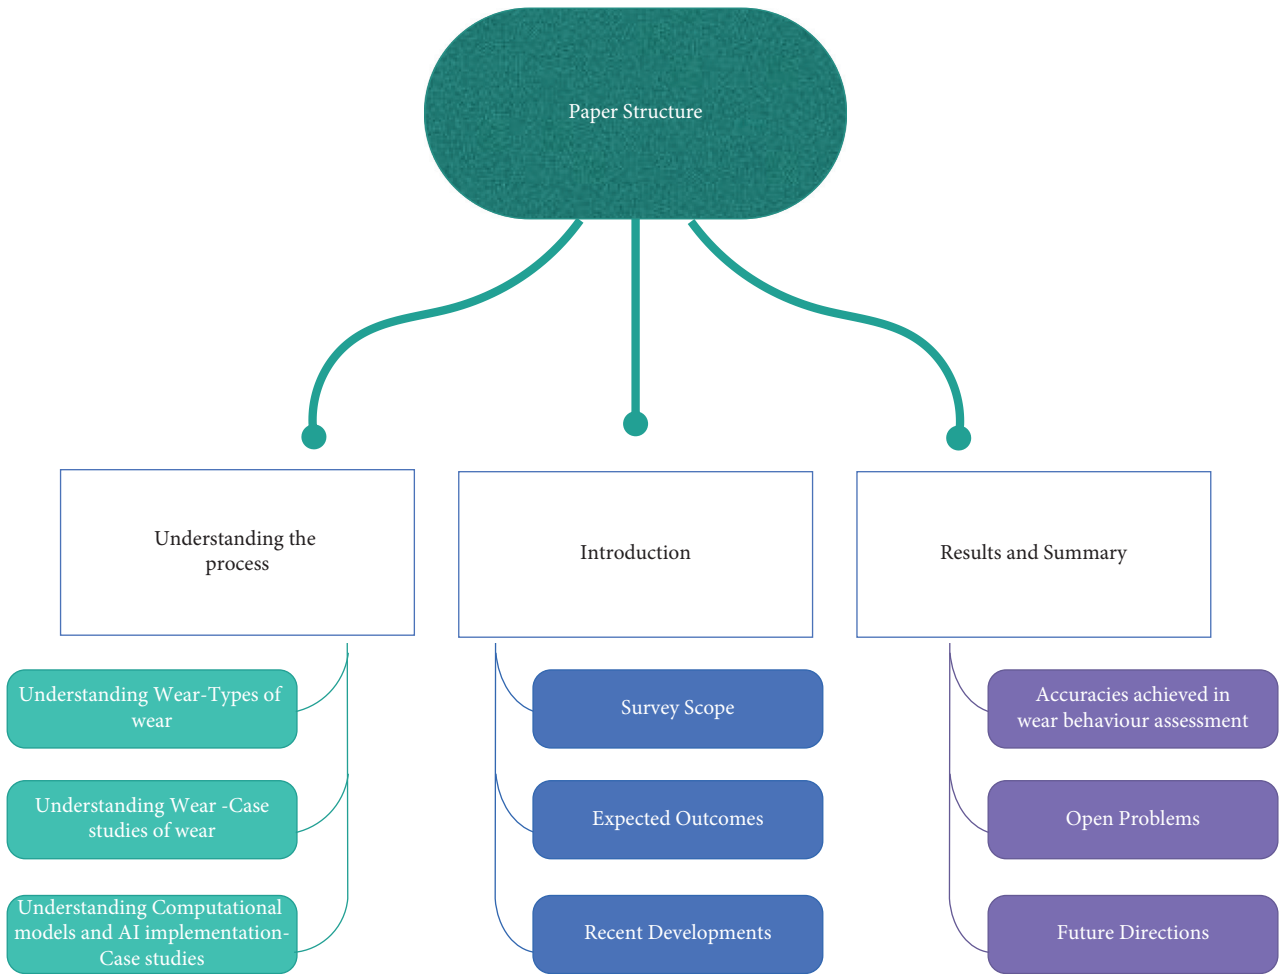 Paper Structure
Understanding the
process
Introduction
Results and Summary
Understanding Wear-Types of
wear
Understanding Wear -Case
studies of wear
Understanding Computational
models and AI implementation-
Case studies
Survey Scope
Expected Outcomes
Recent Developments
Accuracies achieved in
wear behaviour assessment
Open Problems
Future Directions